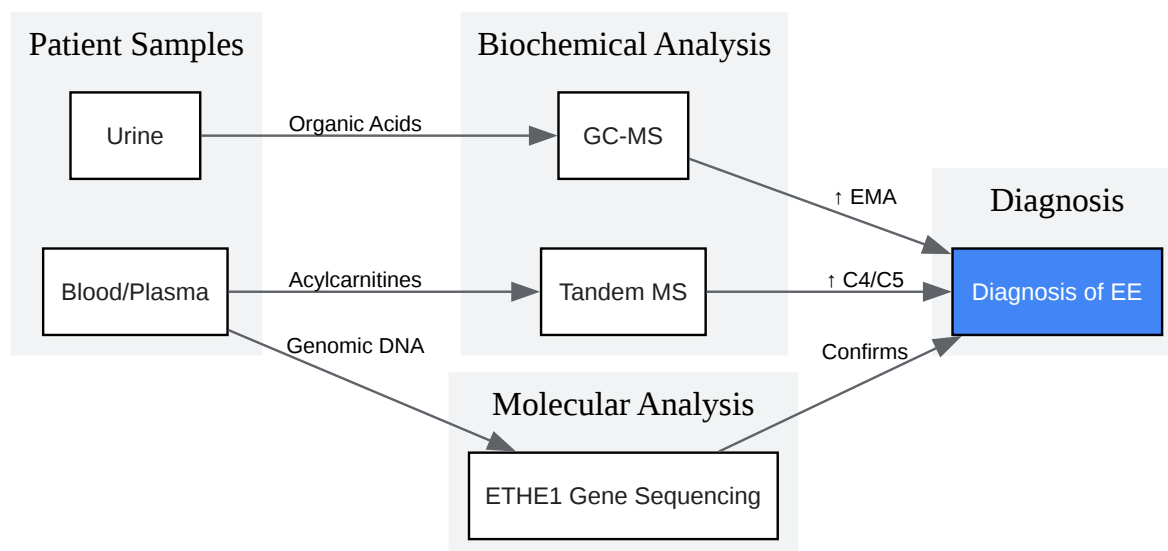 Patient Samples
Biochemical Analysis
Urine
Organic Acids
GC-MS
↑ EMA
Diagnosis
Blood/Plasma
Acylcarnitines
Tandem MS
↑ C4/C5
Diagnosis of EE
Genomic DNA
Confirms
Molecular Analysis
ETHE1 Gene Sequencing